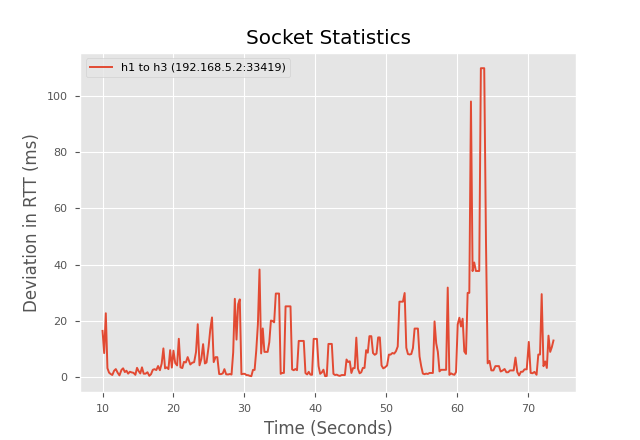 Socket Statistics
h1 to h3 (192.168.5.2:33419)
Deviation in RTT (ms)
100
80
60
40
20
0
10 20 30 40 50 60 70
Time (Seconds)